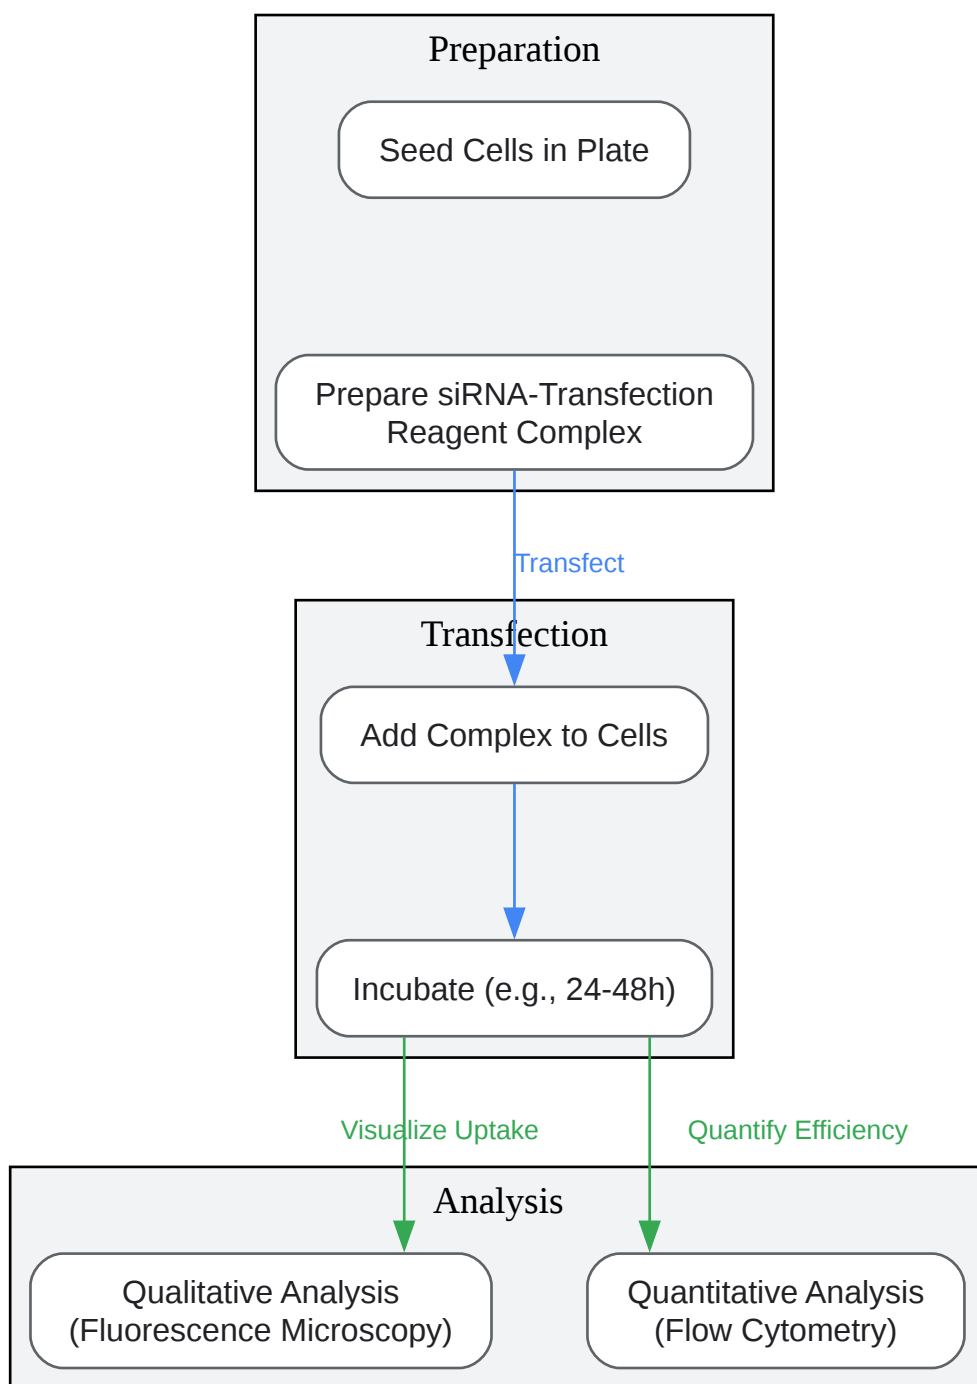 Preparation
Seed Cells in Plate
Prepare siRNA-Transfection
Reagent Complex
Transfect
Transfection
Add Complex to Cells
Incubate (e.g., 24-48h)
Visualize Uptake
Quantify Efficiency
Analysis
Qualitative Analysis
(Fluorescence Microscopy)
Quantitative Analysis
(Flow Cytometry)